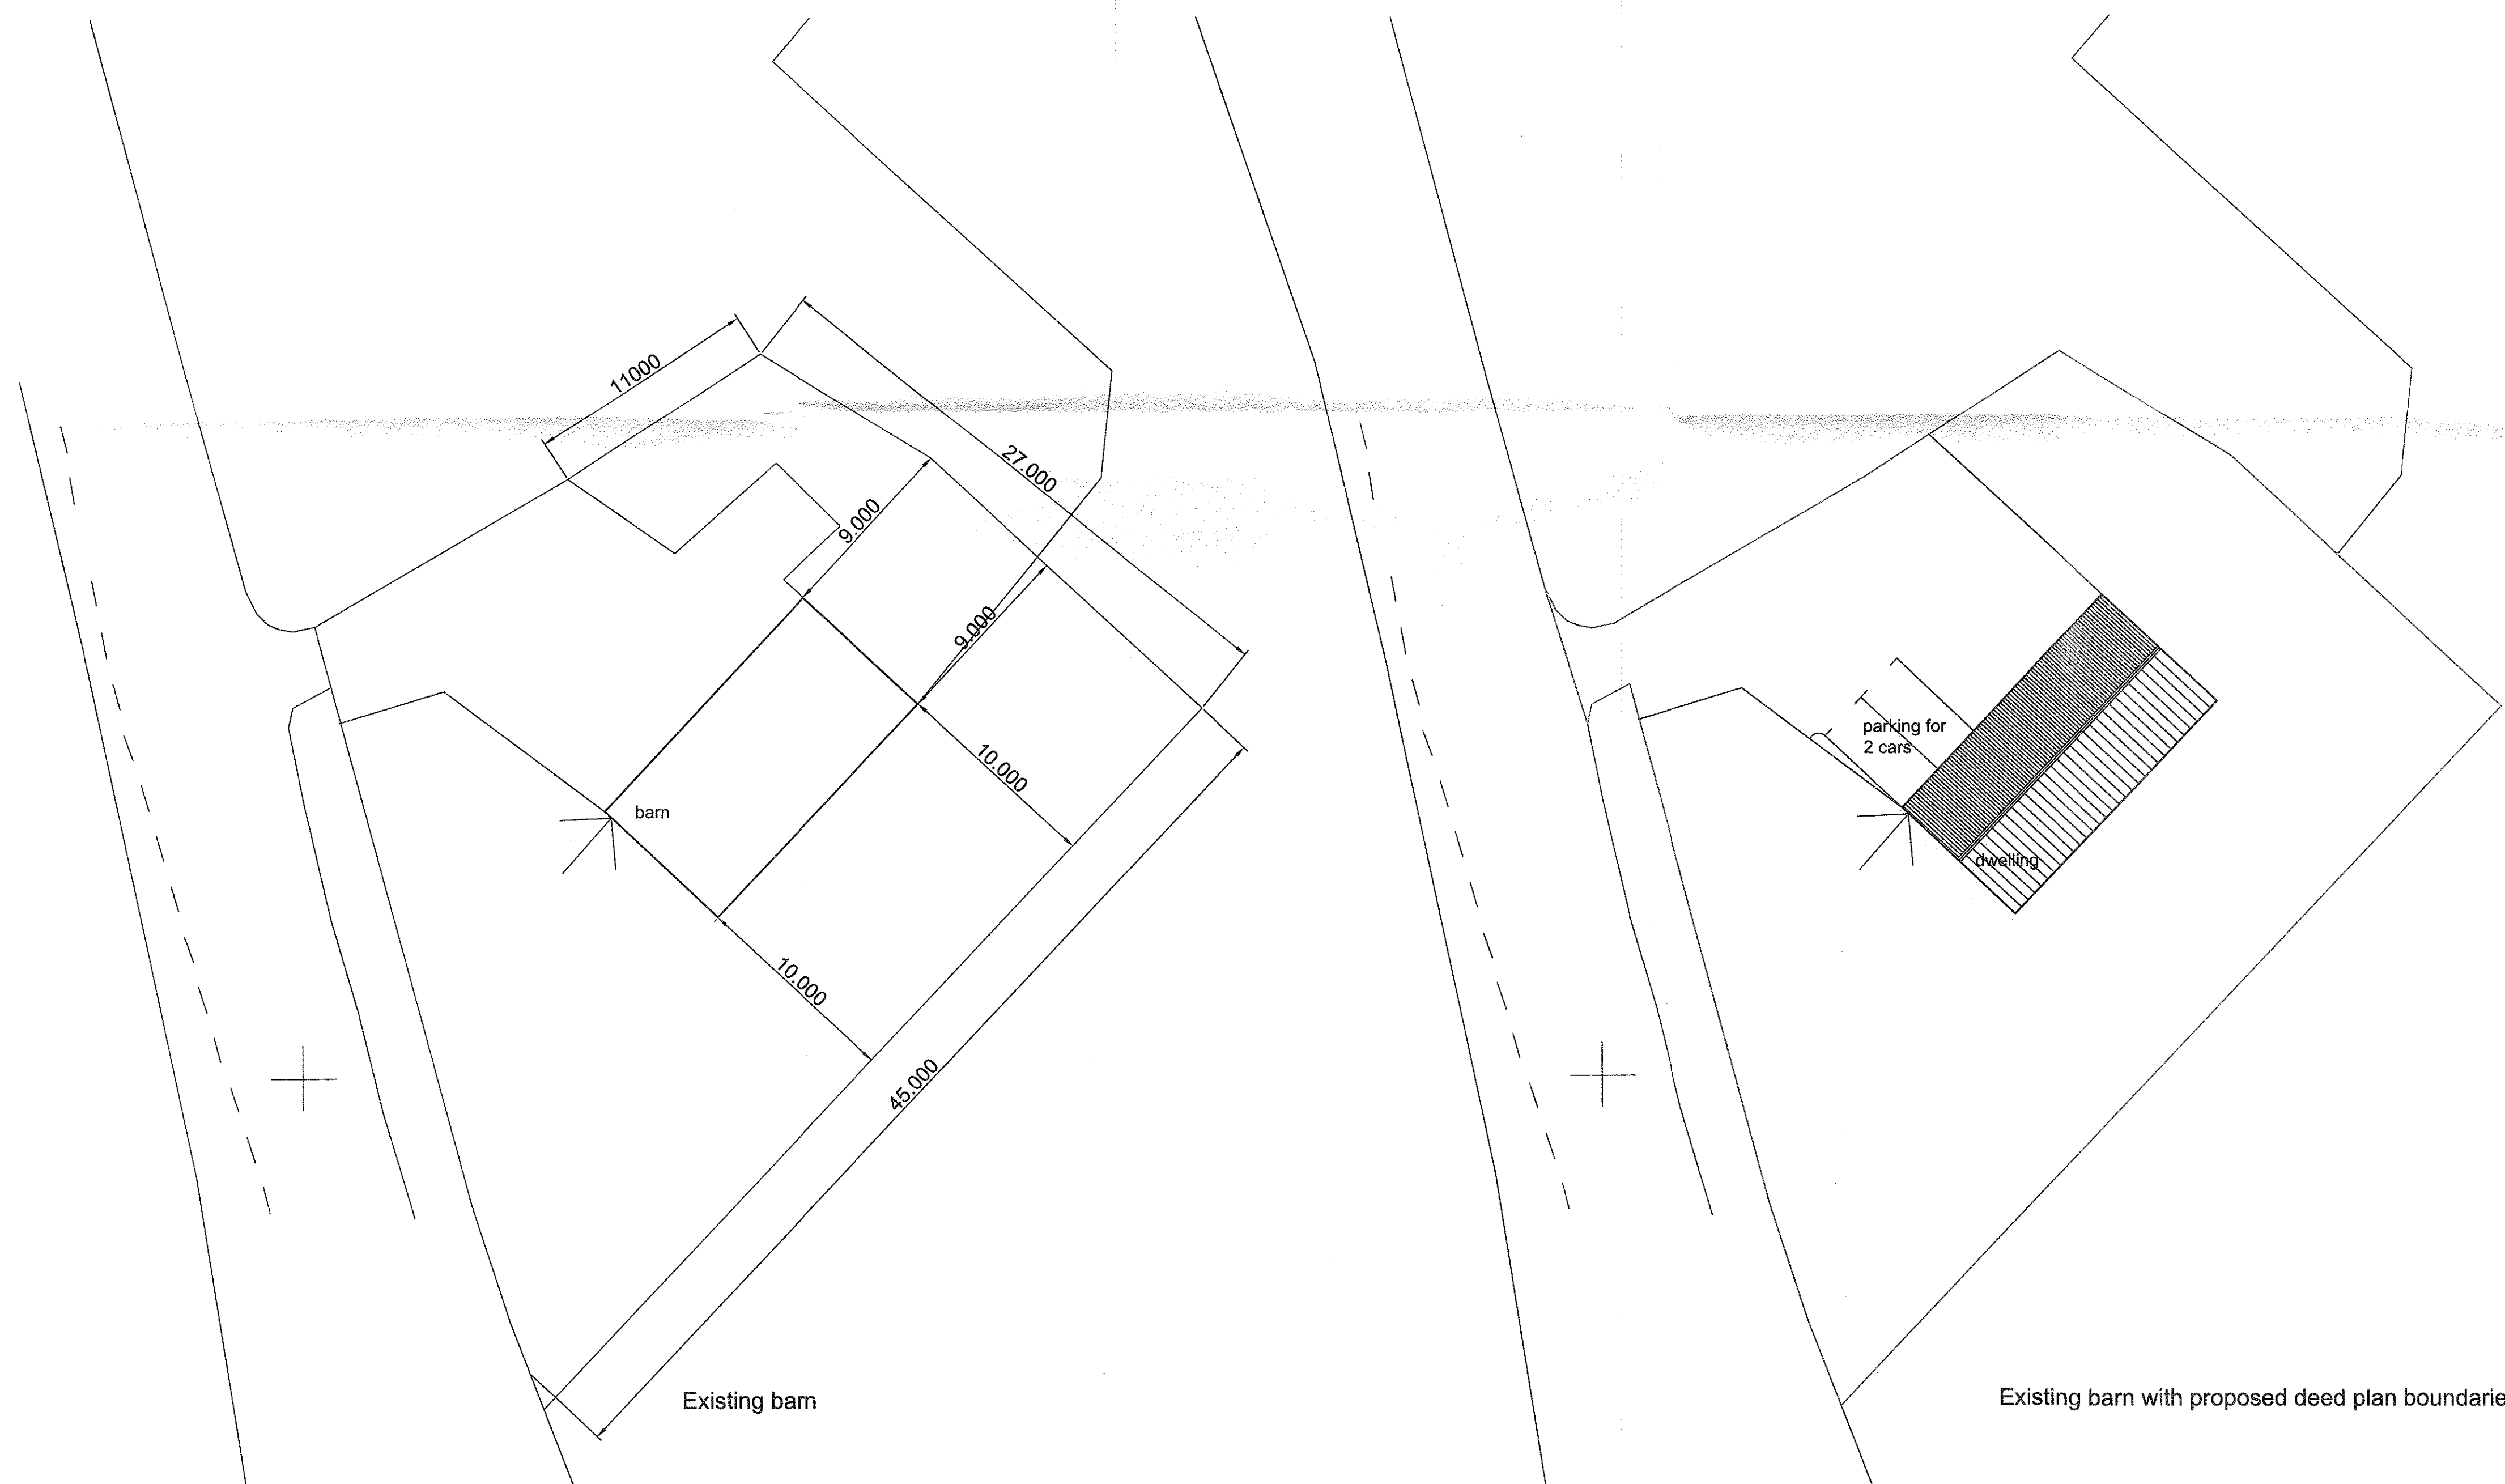 11000
27.000
9.000
9.000
10.000
barn
10.000
45.000
Existing barn
parking for
2 cars
dwelling
Existing barn with proposed deed plan boundarie